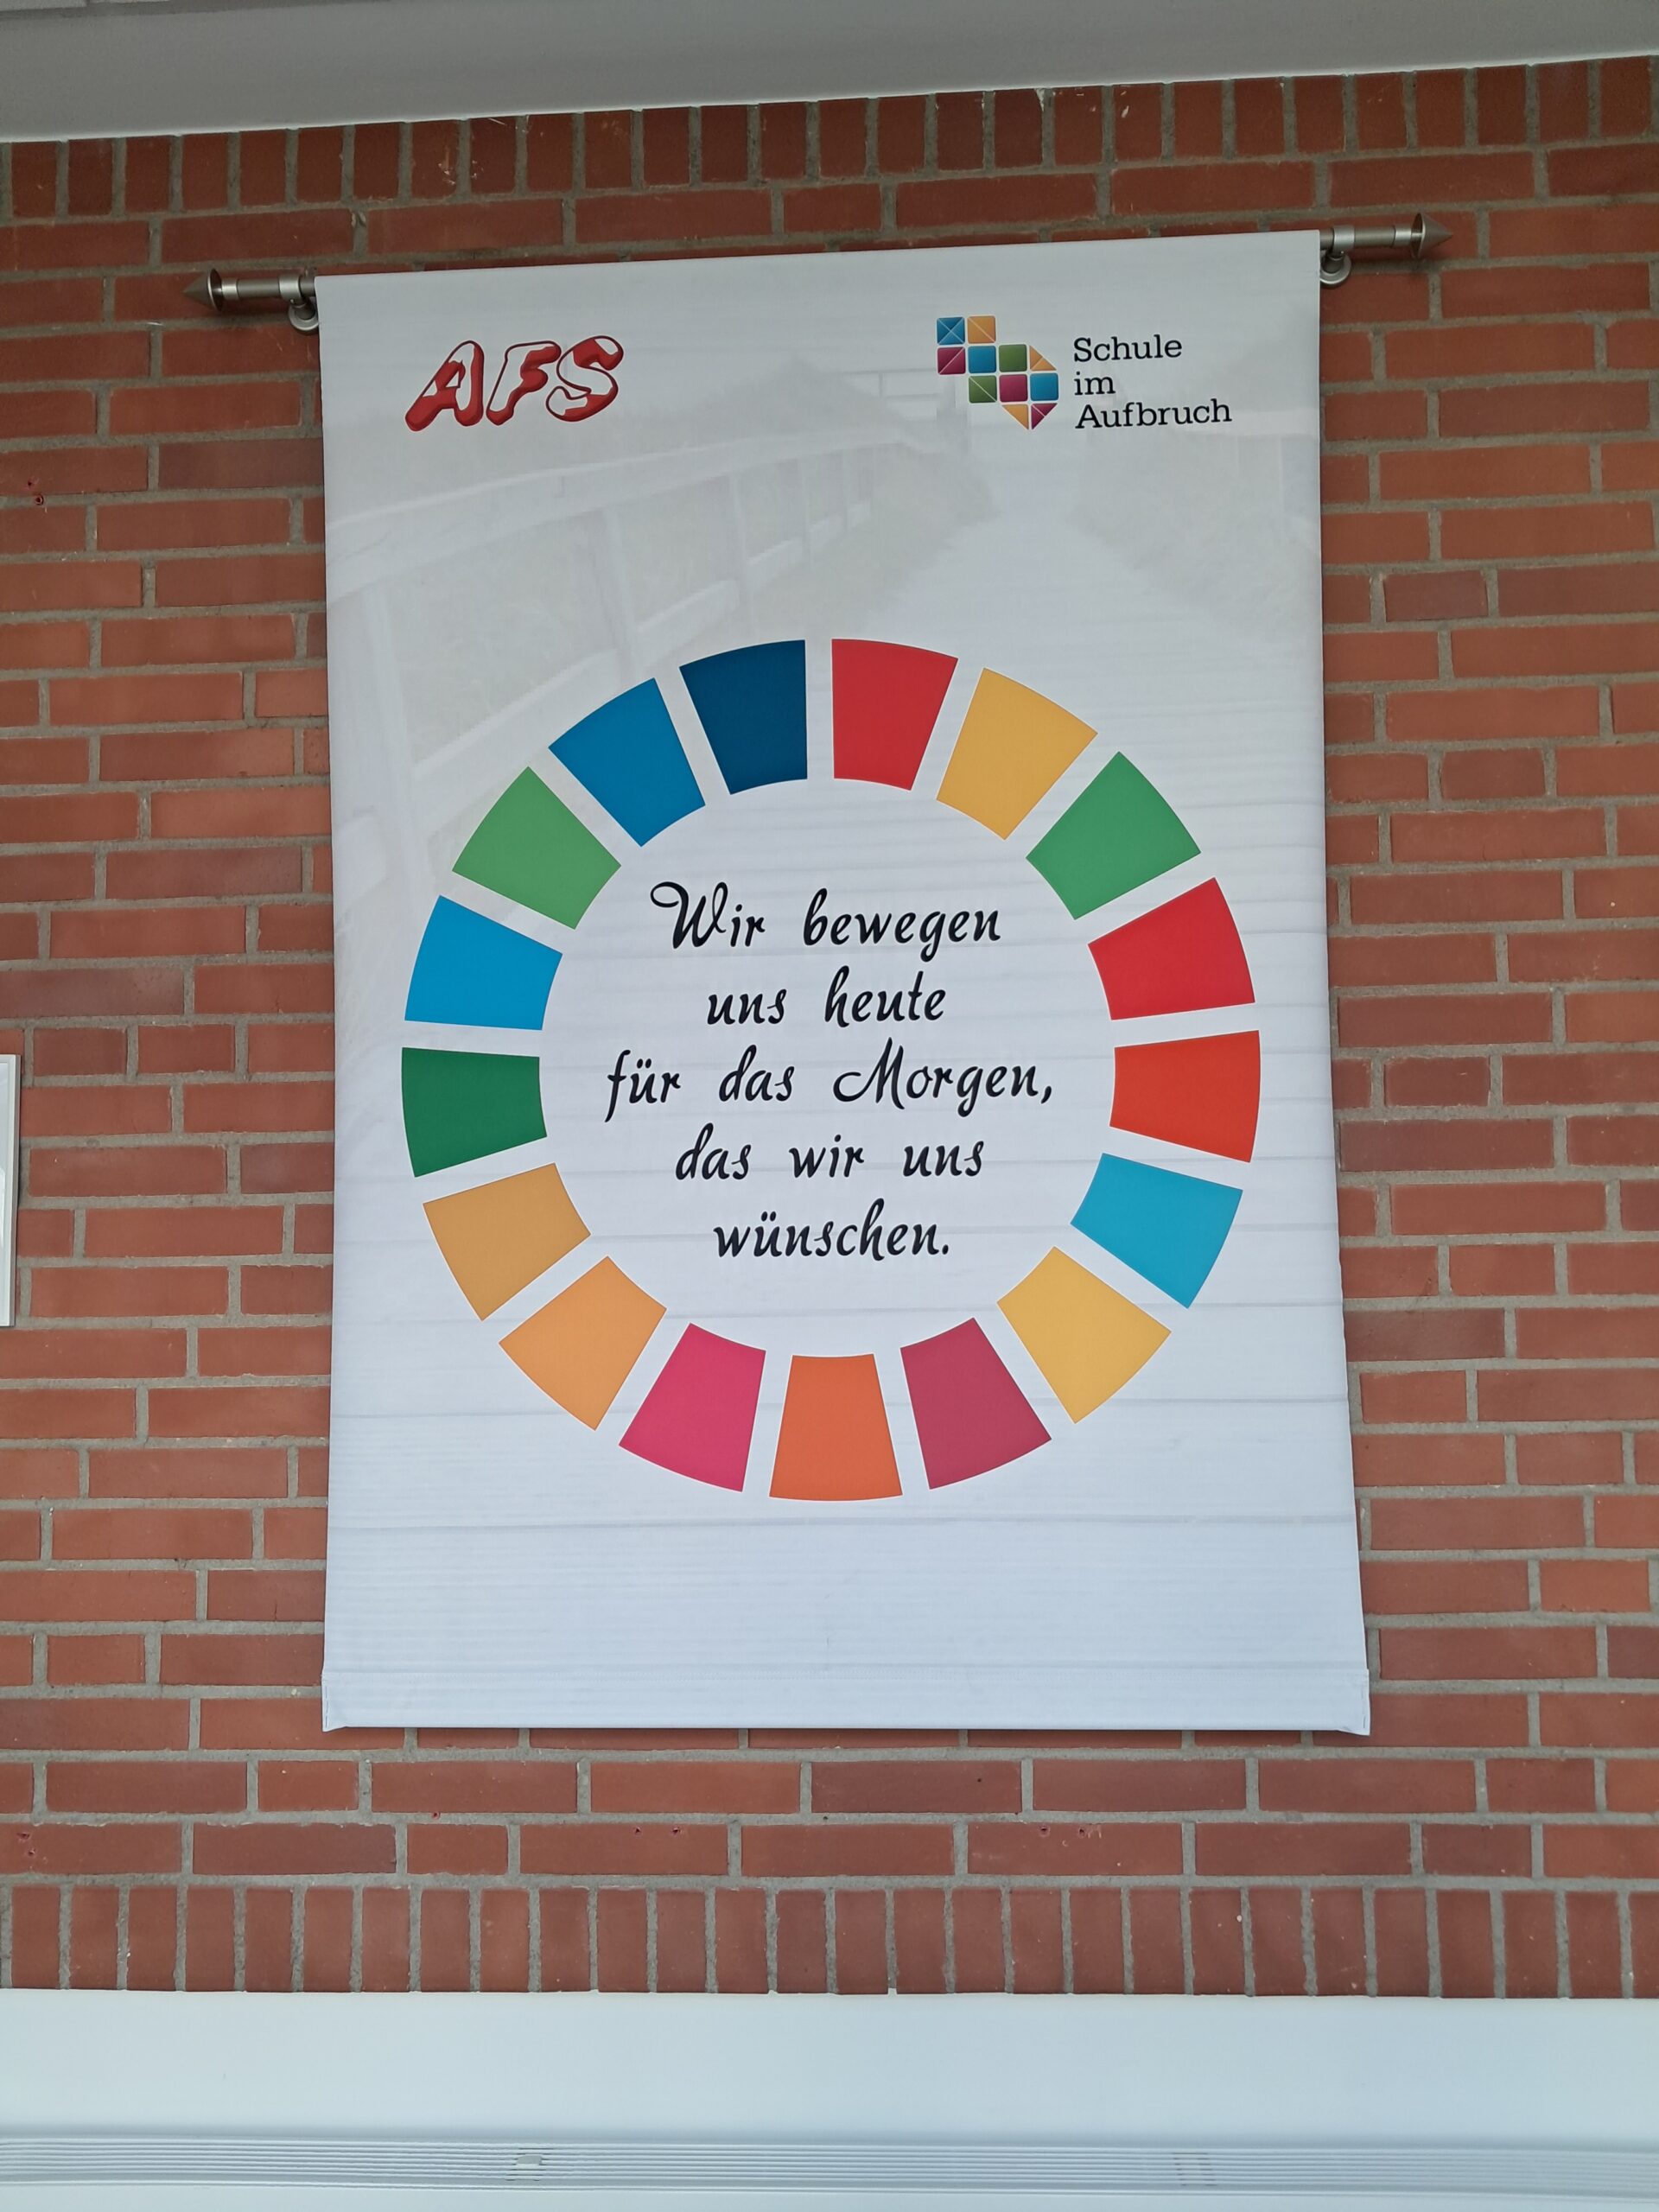 AFS
Schule
im
Aufbruch
Wir bewegen
uns heute
für das Morgen,
das wir uns
wünschen.